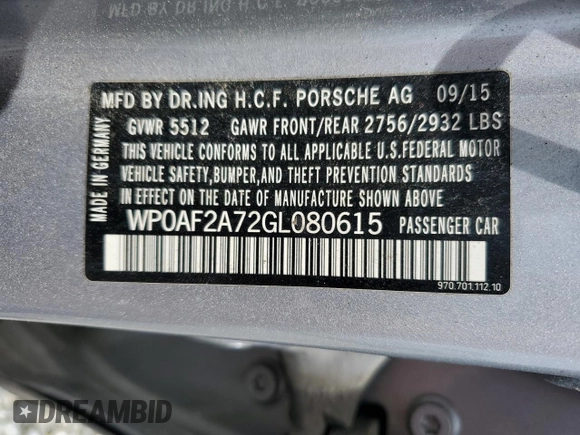 MFD BY DR.ING H.C.F. PORSCHE AG 09/15
GVWR 5512 GAWR FRONT/REAR 2756/2932 LBS
THIS VEHICLE CONFORMS TO ALL APPLICABLE U.S.FEDERAL MOTOR
VEHICLE SAFETY,BUMPER,AND THEFT PREVENTION STANDARDS
IN EFFECT ON THE DATE OF MANUFACTURE SHOWN ABOVE
WP0AF2A72GL080615 PASSENGER CAR
MADE IN GERMANY
970.701.112.10
DREAMBID